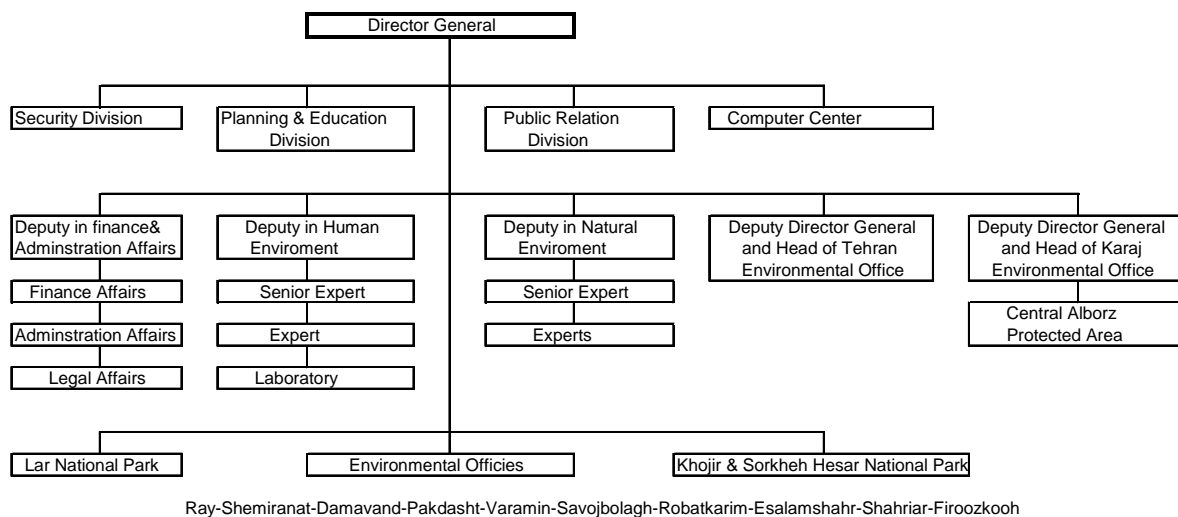 Director General
Security Division
Planning & Education
Division
Public Relation
Division
Computer Center
Deputy in finance&
Adminstration Affairs
Deputy in Human
Enviroment
Deputy in Natural
Enviroment
Deputy Director General
and Head of Tehran
Environmental Office
Deputy Director General
and Head of Karaj
Environmental Office
Finance Affairs
Senior Expert
Senior Expert
Central Alborz
Protected Area
Adminstration Affairs
Expert
Experts
Legal Affairs
Laboratory
Lar National Park
Environmental Officies
Khojir & Sorkheh Hesar National Park
Ray-Shemiranat-Damavand-Pakdasht-Varamin-Savojbolagh-Robatkarim-Esalamshahr-Shahriar-Firoozkooh